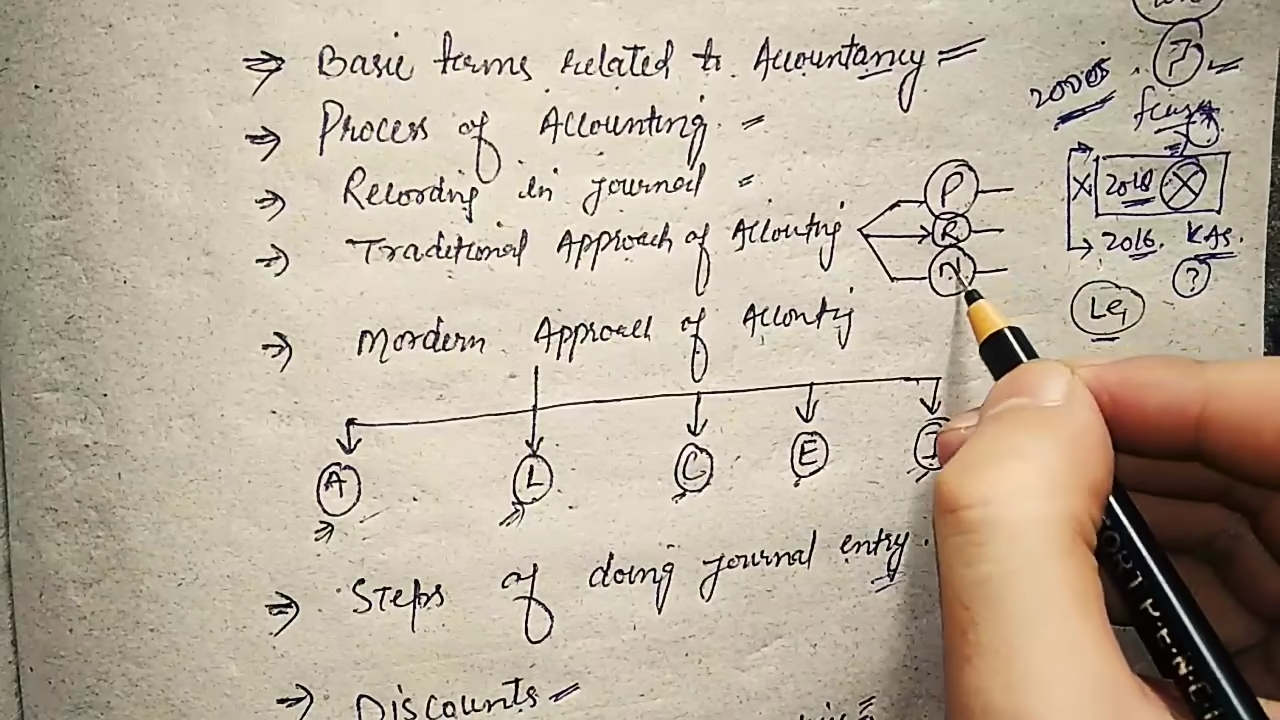 Basic terms related to Accountancy =
Process of Accounting. =
Recording in journal =
Traditional Approach of Accounting
P
R
N
Mordern Approach of Accounting
A L C E I
Steps of doing journal entry.
Discounts =
?
2018
2016. KAS.
?